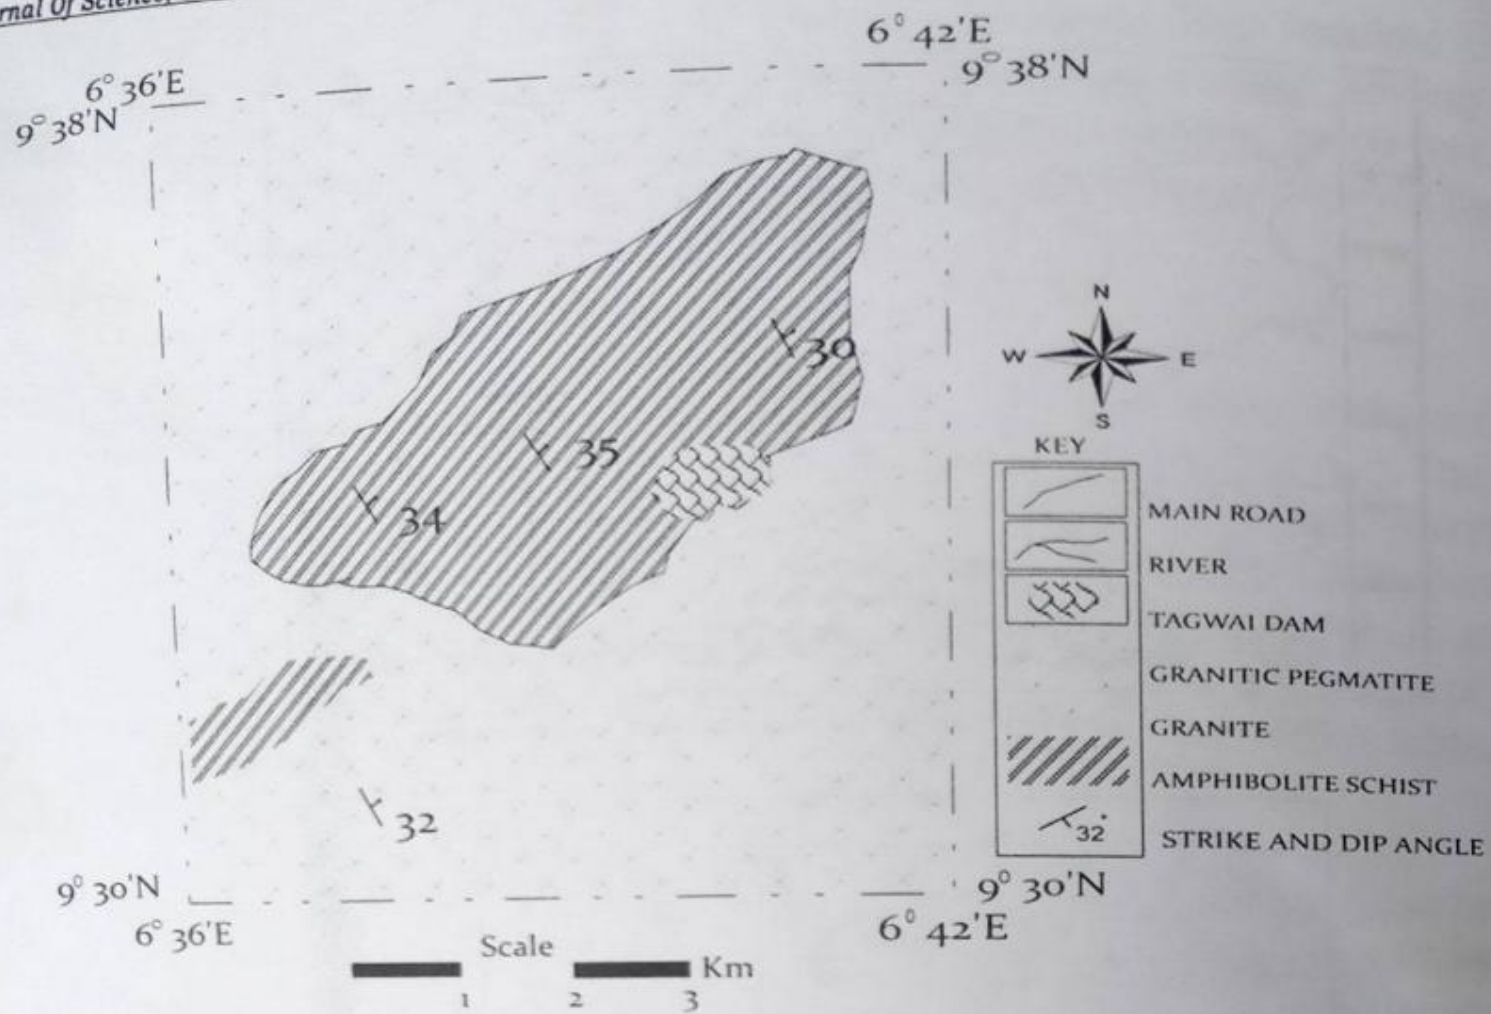 rnal Of Science,
6° 42'E
6° 36'E
9° 38'N
9° 38'N
N
30
W E
S
KEY
35
34
MAIN ROAD
RIVER
TAGWAI DAM
GRANITIC PEGMATITE
GRANITE
AMPHIBOLITE SCHIST
32
32°
STRIKE AND DIP ANGLE
9° 30'N
9° 30'N
6° 36'E
6° 42'E
Scale
Km
1 2 3